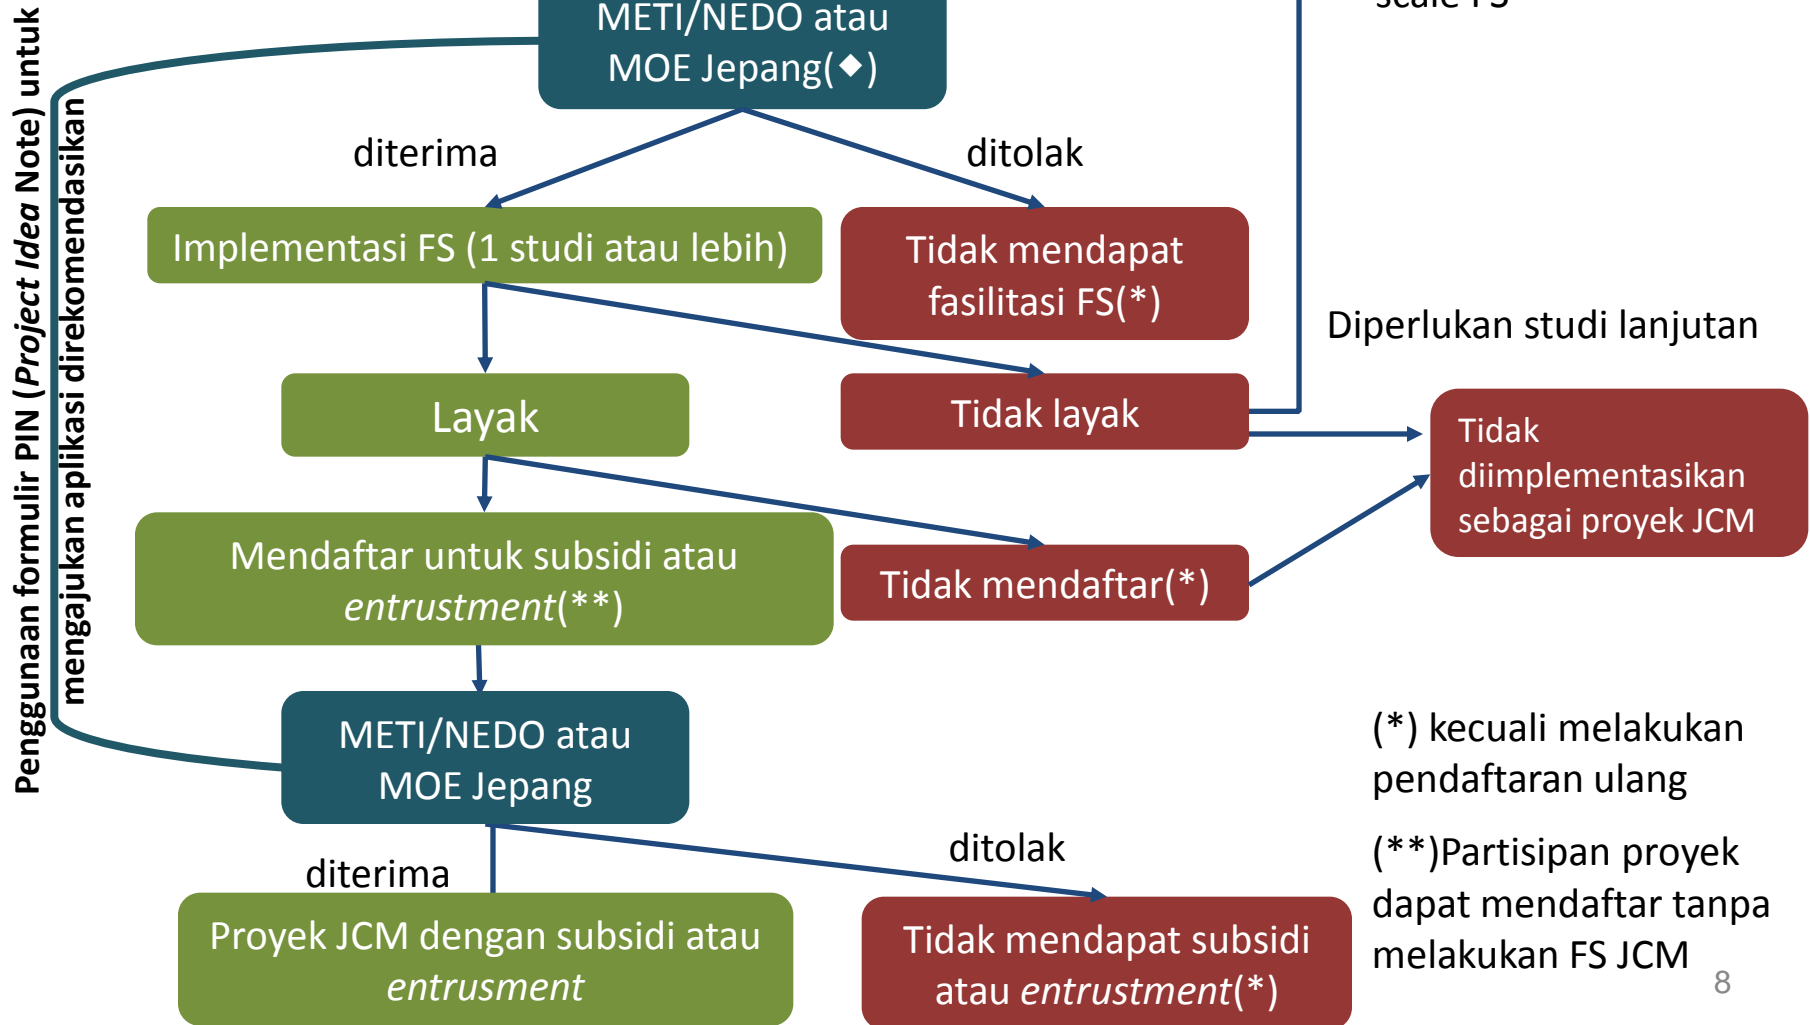 Penggunaan formulir PIN (Project Idea Note) untuk
mengajukan aplikasi direkomendasikan
METI/NEDO atau
MOE Jepang(◆)
scale FS
diterima
ditolak
Implementasi FS (1 studi atau lebih)
Tidak mendapat
fasilitasi FS(*)
Diperlukan studi lanjutan
Layak
Tidak layak
Tidak
diimplementasikan
sebagai proyek JCM
Mendaftar untuk subsidi atau
entrustment(**)
Tidak mendaftar(*)
METI/NEDO atau
MOE Jepang
(*) kecuali melakukan
pendaftaran ulang
diterima
ditolak
(**)Partisipan proyek
dapat mendaftar tanpa
melakukan FS JCM
Proyek JCM dengan subsidi atau
entrusment
Tidak mendapat subsidi
atau entrustment(*)
8